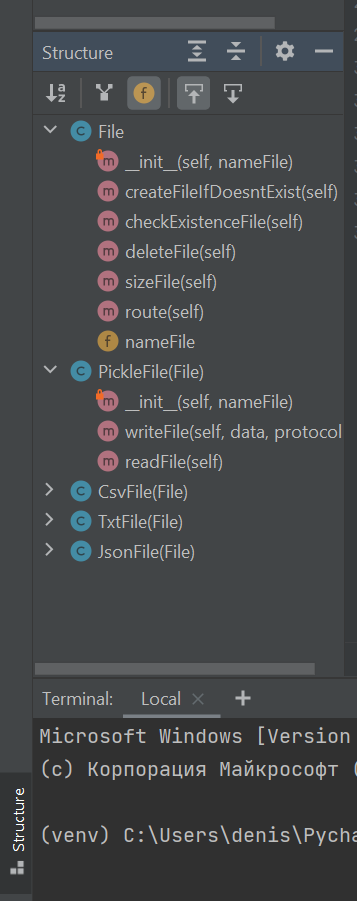 Structure
File
__init__(self, nameFile)
createFileIfDoesntExist(self)
checkExistenceFile(self)
deleteFile(self)
sizeFile(self)
route(self)
nameFile
PickleFile(File)
__init__(self, nameFile)
writeFile(self, data, protocol
readFile(self)
CsvFile(File)
TxtFile(File)
JsonFile(File)
Terminal: Local
Microsoft Windows [Version
(c) Корпорация Майкрософт (
(venv) C:\Users\denis\Pycha
Structure